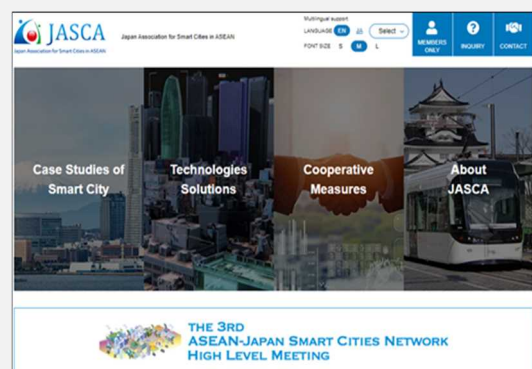 JASCA
Japan Association for Smart Cities in ASEAN
Japan Association for Smart Cities in ASEAN
Multilingual support
LANGUAGE EN Select
FONT SIZE S M L
MEMBERS
ONLY
INQUIRY
CONTACT
Case Studies of
Smart City
Technologies
Solutions
Cooperative
Measures
About
JASCA
THE 3RD
ASEAN-JAPAN SMART CITIES NETWORK
HIGH LEVEL MEETING